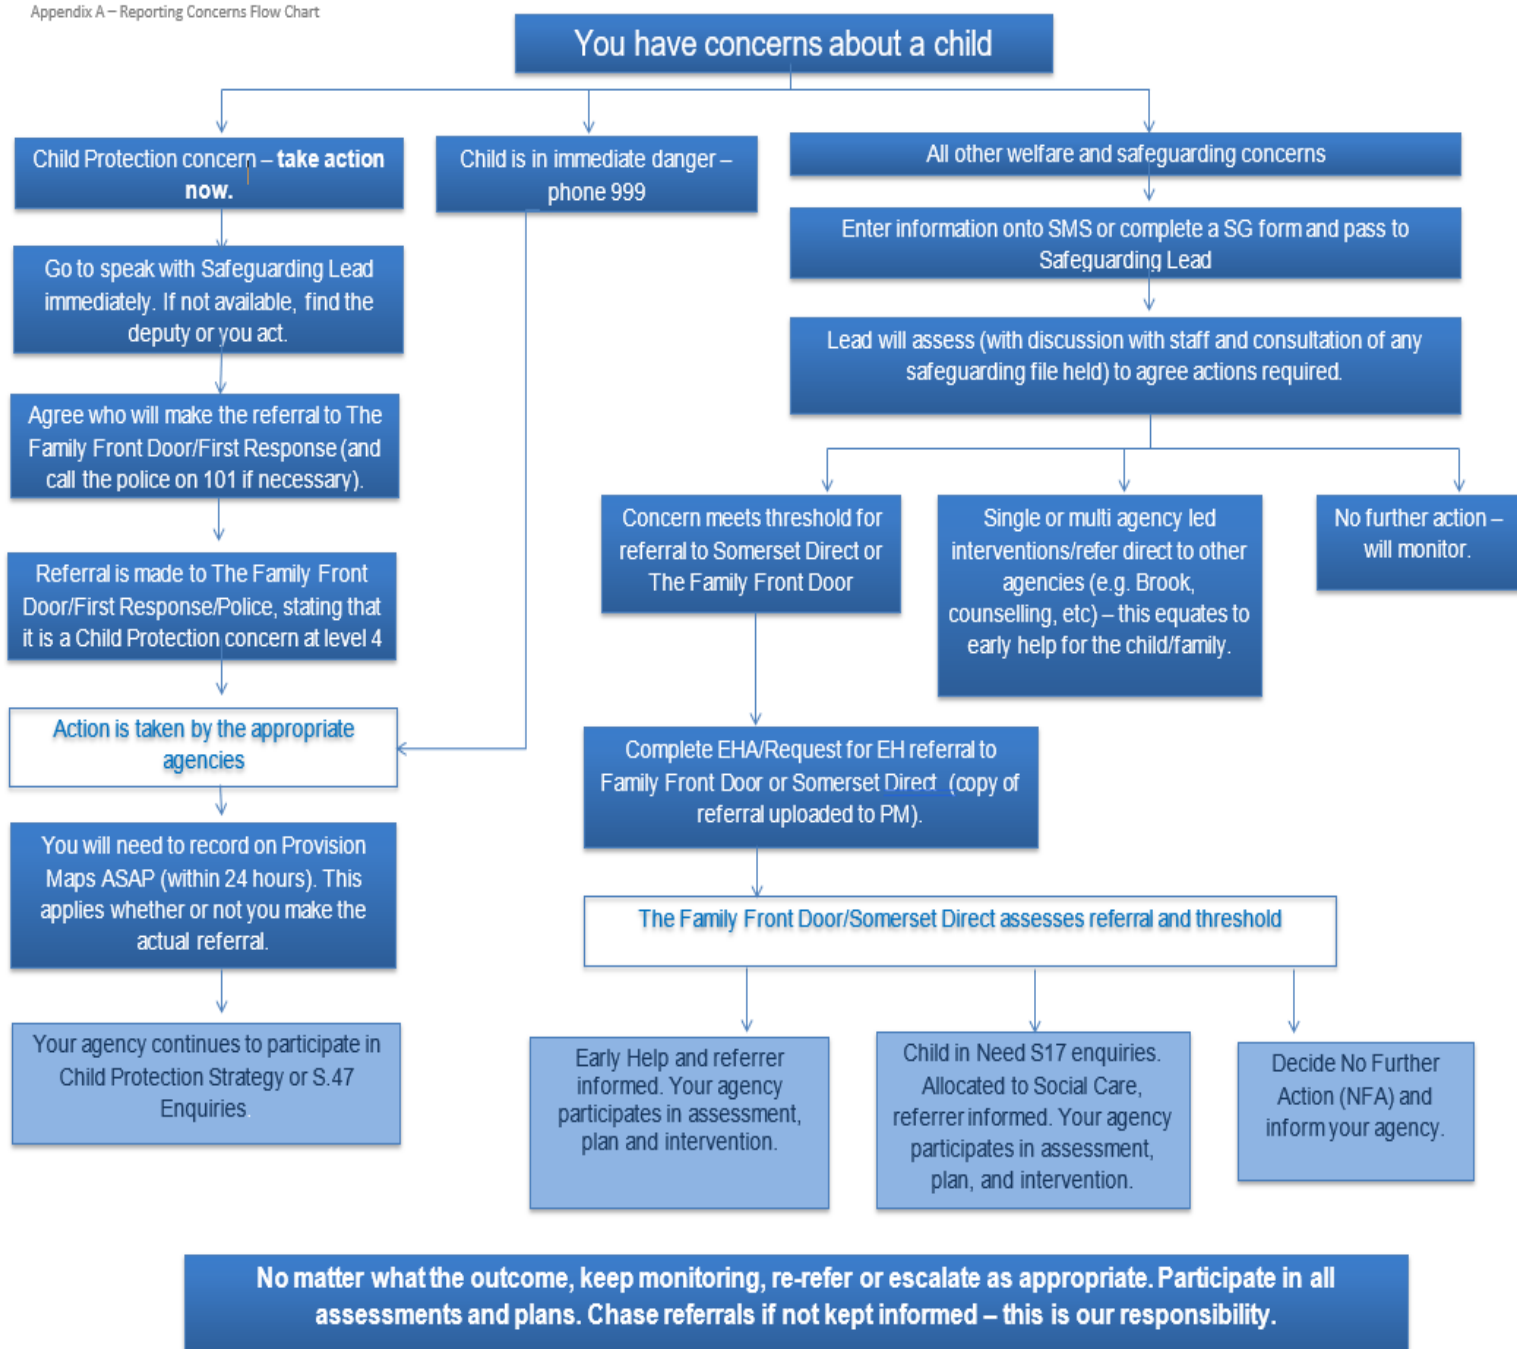 Appendix A – Reporting Concerns Flow Chart
You have concerns about a child
Child Protection concern – take action
now.
Child is in immediate danger –
phone 999
All other welfare and safeguarding concerns
Go to speak with Safeguarding Lead
immediately. If not available, find the
deputy or you act.
Enter information onto SMS or complete a SG form and pass to
Safeguarding Lead
Agree who will make the referral to The
Family Front Door/First Response (and
call the police on 101 if necessary).
Lead will assess (with discussion with staff and consultation of any
safeguarding file held) to agree actions required.
Referral is made to The Family Front
Door/First Response/Police, stating that
it is a Child Protection concern at level 4
Concern meets threshold for
referral to Somerset Direct or
The Family Front Door
Single or multi agency led
interventions/refer direct to other
agencies (e.g. Brook,
counselling, etc) – this equates to
early help for the child/family.
No further action –
will monitor.
Action is taken by the appropriate
agencies
Complete EHA/Request for EH referral to
Family Front Door or Somerset Direct (copy of
referral uploaded to PM).
You will need to record on Provision
Maps ASAP (within 24 hours). This
applies whether or not you make the
actual referral.
The Family Front Door/Somerset Direct assesses referral and threshold
Your agency continues to participate in
Child Protection Strategy or S.47
Enquiries.
Early Help and referrer
informed. Your agency
participates in assessment,
plan and intervention.
Child in Need S17 enquiries.
Allocated to Social Care,
referrer informed. Your agency
participates in assessment,
plan, and intervention.
Decide No Further
Action (NFA) and
inform your agency.
No matter what the outcome, keep monitoring, re-refer or escalate as appropriate. Participate in all
assessments and plans. Chase referrals if not kept informed – this is our responsibility.